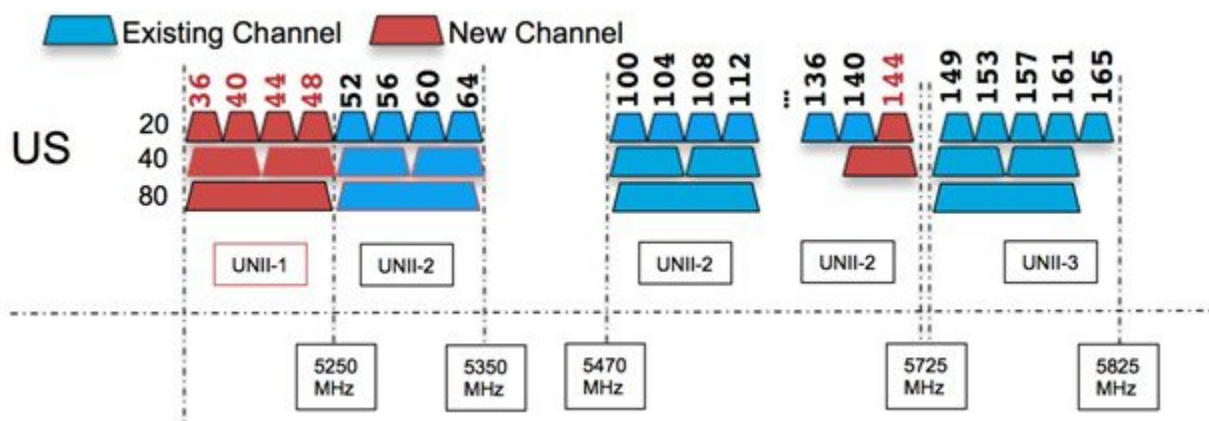 Existing Channel New Channel
36 40 44 48 52 56 60 64 100 104 108 112 ... 136 140 144 149 153 157 161 165
US
20
40
80
UNII-1 UNII-2 UNII-2 UNII-2 UNII-3
5250 MHz 5350 MHz 5470 MHz 5725 MHz 5825 MHz